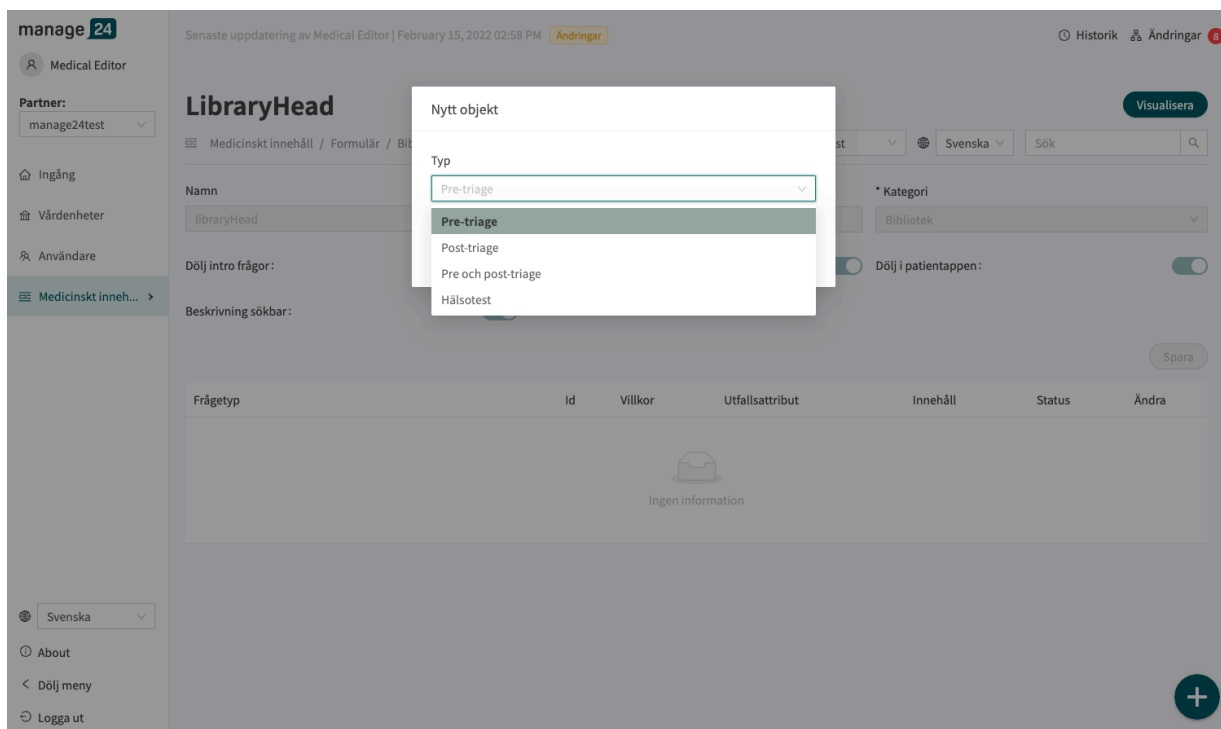 manage 24
Medical Editor
Partner:
manage24test
Ingång
Vårdenheter
Användare
Medicinskt inneh...
Svenska
About
Dölj meny
Logga ut
Senaste uppdatering av Medical Editor | February 15, 2022 02:58 PM Ändringar
Historik Ändringar 8
LibraryHead
Visualisera
Medicinskt innehåll / Formulär / Bib
st Svenska Sök
Namn
libraryHead
* Kategori
Bibliotek
Dölj intro frågor:
Dölj i patientappen:
Beskrivning sökbar:
Spara
Nytt objekt
Typ
Pre-triage
Pre-triage
Post-triage
Pre och post-triage
Hälsotest
Frågetyp Id Villkor Utfallsattribut Innehåll Status Ändra
Ingen information